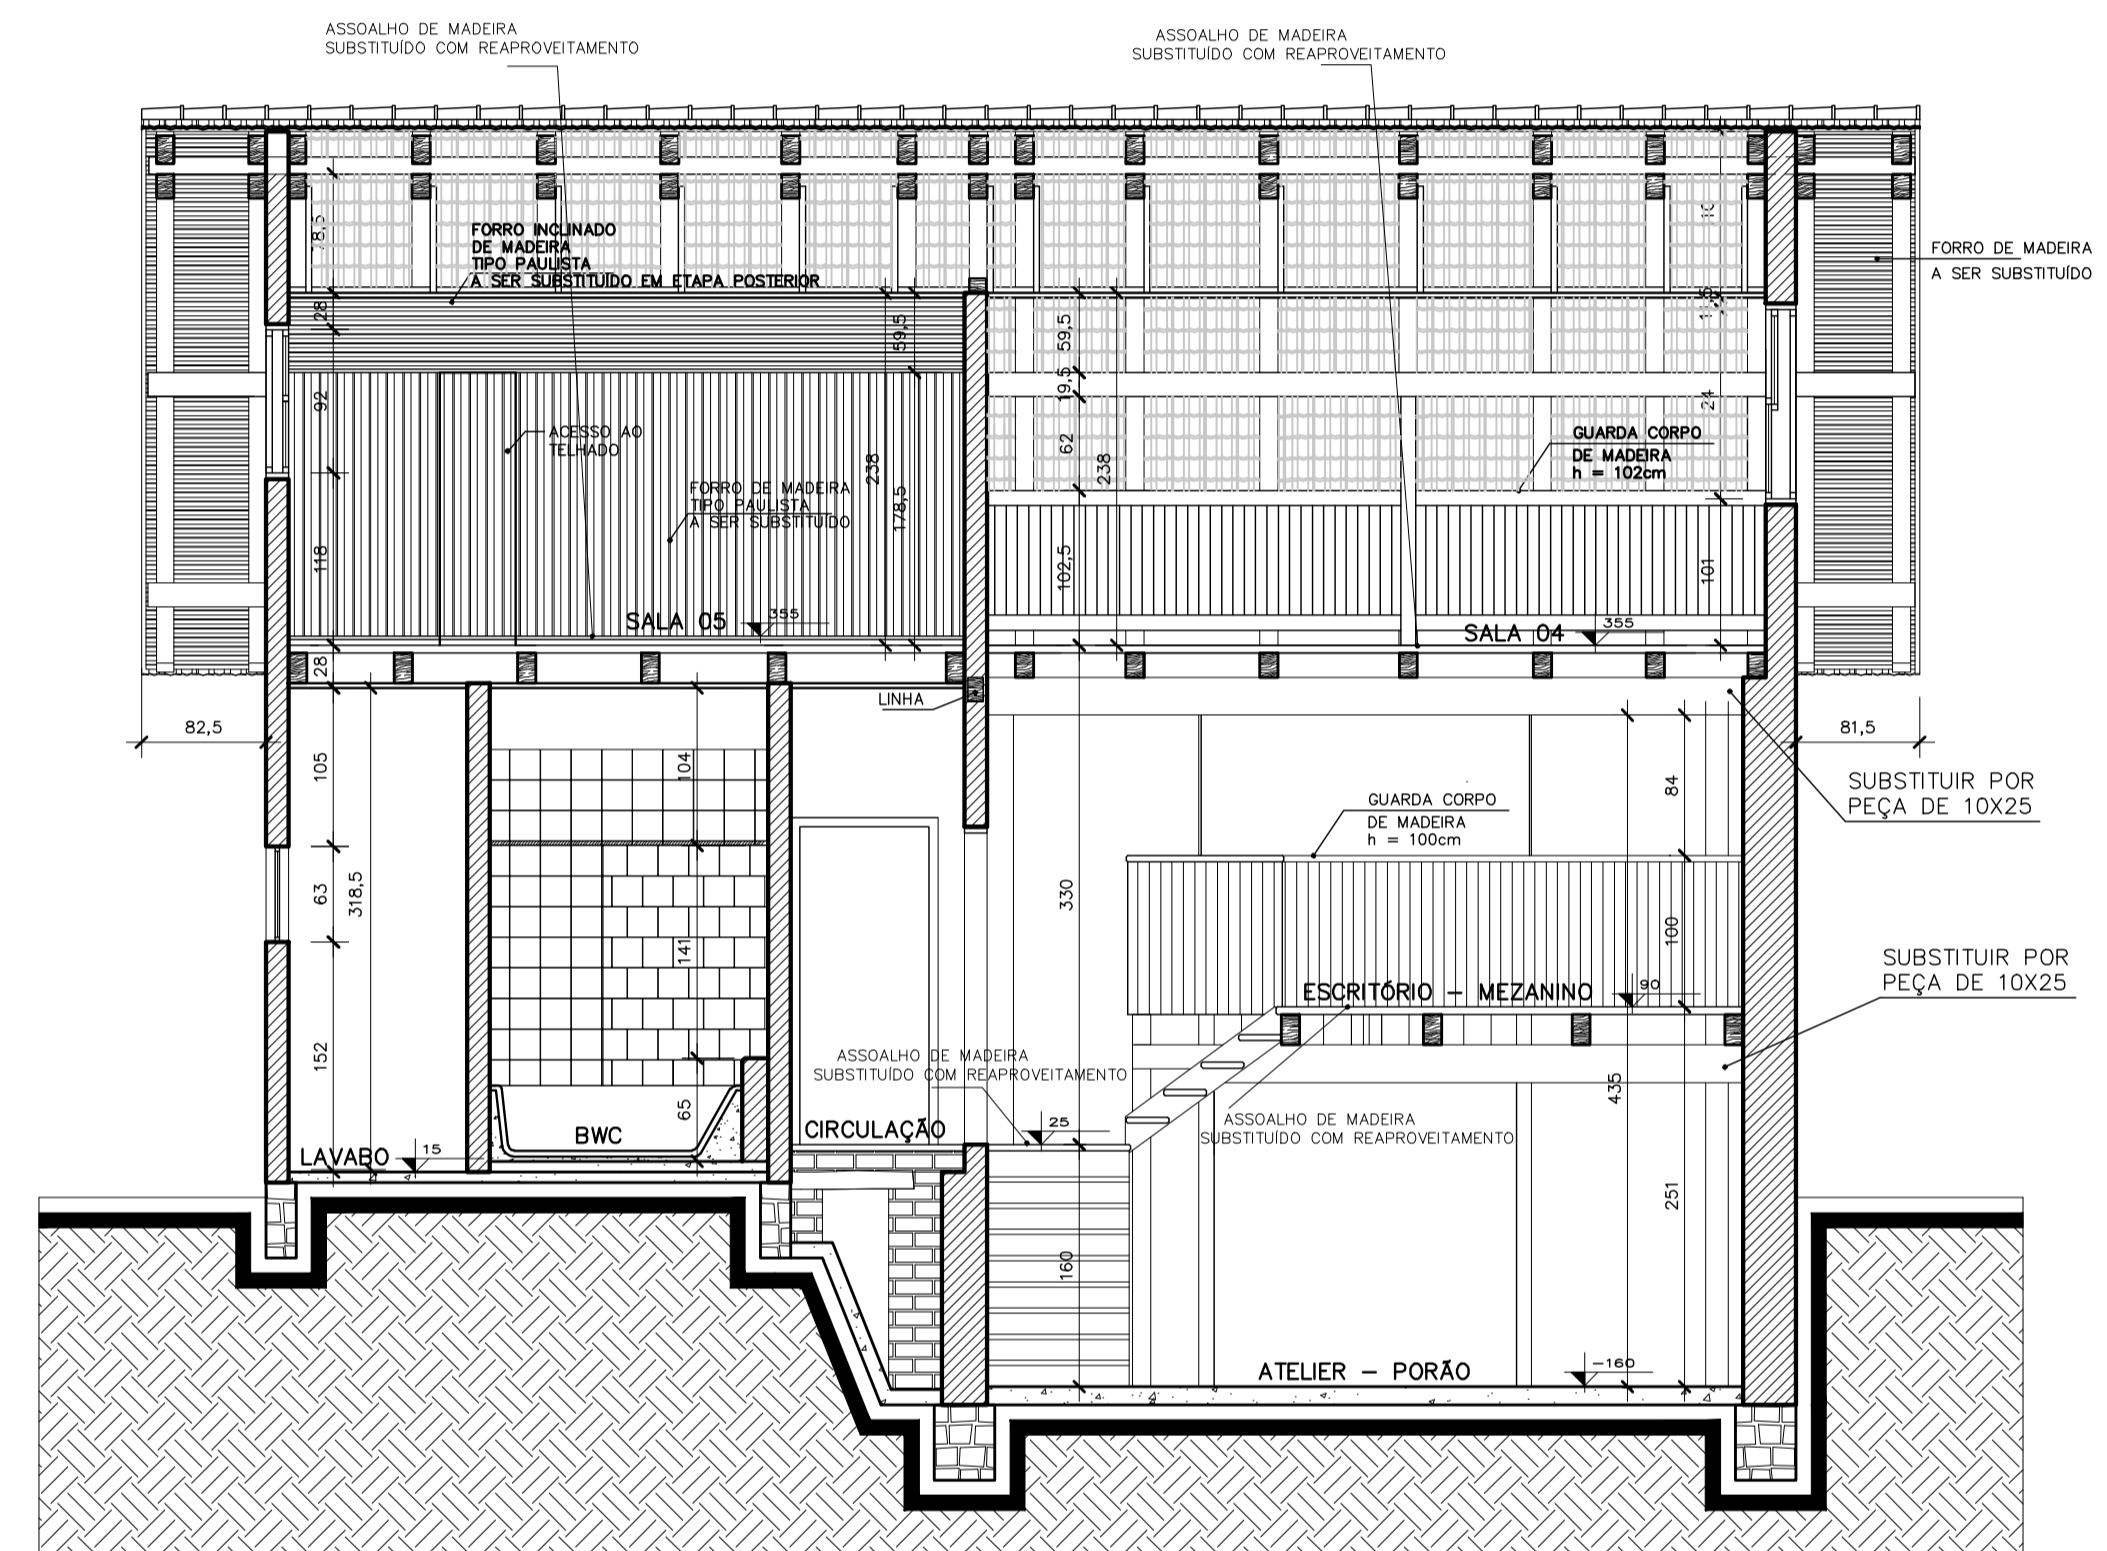 ASSOALHO DE MADEIRA
SUBSTITUÍDO COM REAPROVEITAMENTO
ASSOALHO DE MADEIRA
SUBSTITUÍDO COM REAPROVEITAMENTO
FORRO INCLINADO
DE MADEIRA
TIPO PAULISTA
A SER SUBSTITUÍDO EM ETAPA POSTERIOR
FORRO DE MADEIRA
A SER SUBSTITUÍDO
28
59,5
59,5
19,5
92
24
ACESSO AO
TELHADO
GUARDA CORPO
DE MADEIRA
h = 102cm
62
238
238
FORRO DE MADEIRA
TIPO PAULISTA
A SER SUBSTITUÍDO
178,5
118
102,5
101
SALA 05
355
SALA 04
355
28
LINHA
82,5
81,5
105
104
84
SUBSTITUIR POR
PEÇA DE 10X25
GUARDA CORPO
DE MADEIRA
h = 100cm
63
318,5
330
141
100
SUBSTITUIR POR
PEÇA DE 10X25
ESCRITÓRIO - MEZANINO
90
152
ASSOALHO DE MADEIRA
SUBSTITUÍDO COM REAPROVEITAMENTO
435
65
ASSOALHO DE MADEIRA
SUBSTITUÍDO COM REAPROVEITAMENTO
BWC
CIRCULAÇÃO
25
LAVABO
15
251
160
ATELIER - PORÃO
-160